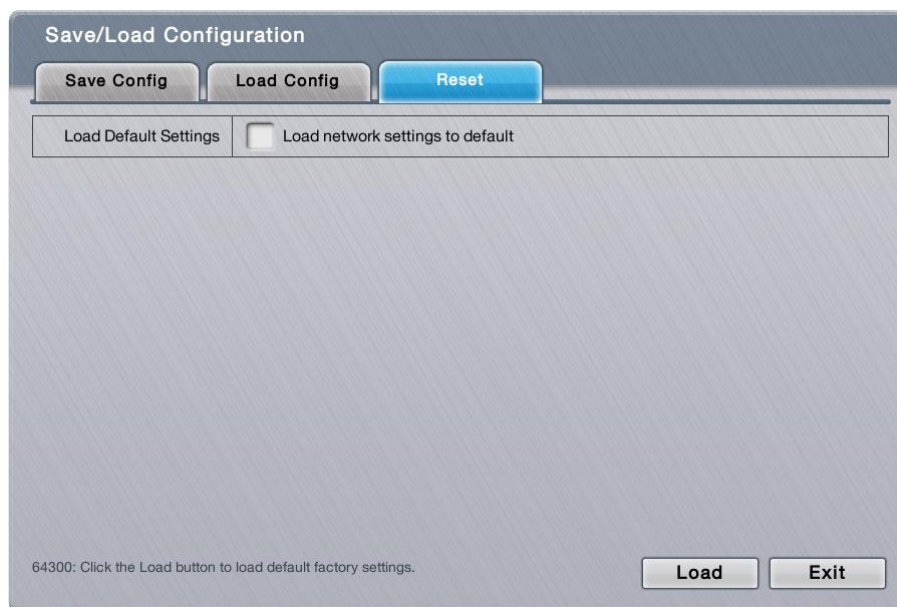 Save/Load Configuration
Save Config
Load Config
Reset
Load Default Settings
Load network settings to default
64300: Click the Load button to load default factory settings.
Load
Exit